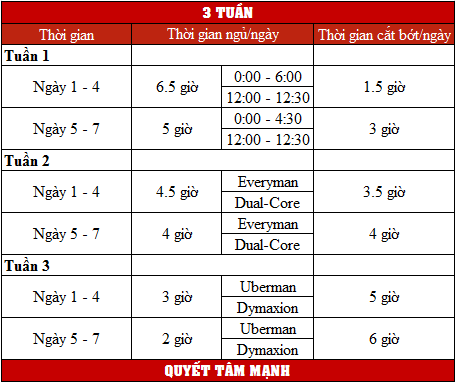 3 TUẦN
Thời gian Thời gian ngủ/ngày Thời gian cắt bớt/ngày
Tuần 1
Ngày 1 - 4 6.5 giờ 0:00 - 6:00 1.5 giờ
12:00 - 12:30
Ngày 5 - 7 5 giờ 0:00 - 4:30 3 giờ
12:00 - 12:30
Tuần 2
Ngày 1 - 4 4.5 giờ Everyman 3.5 giờ
Dual-Core
Ngày 5 - 7 4 giờ Everyman 4 giờ
Dual-Core
Tuần 3
Ngày 1 - 4 3 giờ Uberman 5 giờ
Dymaxion
Ngày 5 - 7 2 giờ Uberman 6 giờ
Dymaxion
QUYẾT TÂM MẠNH